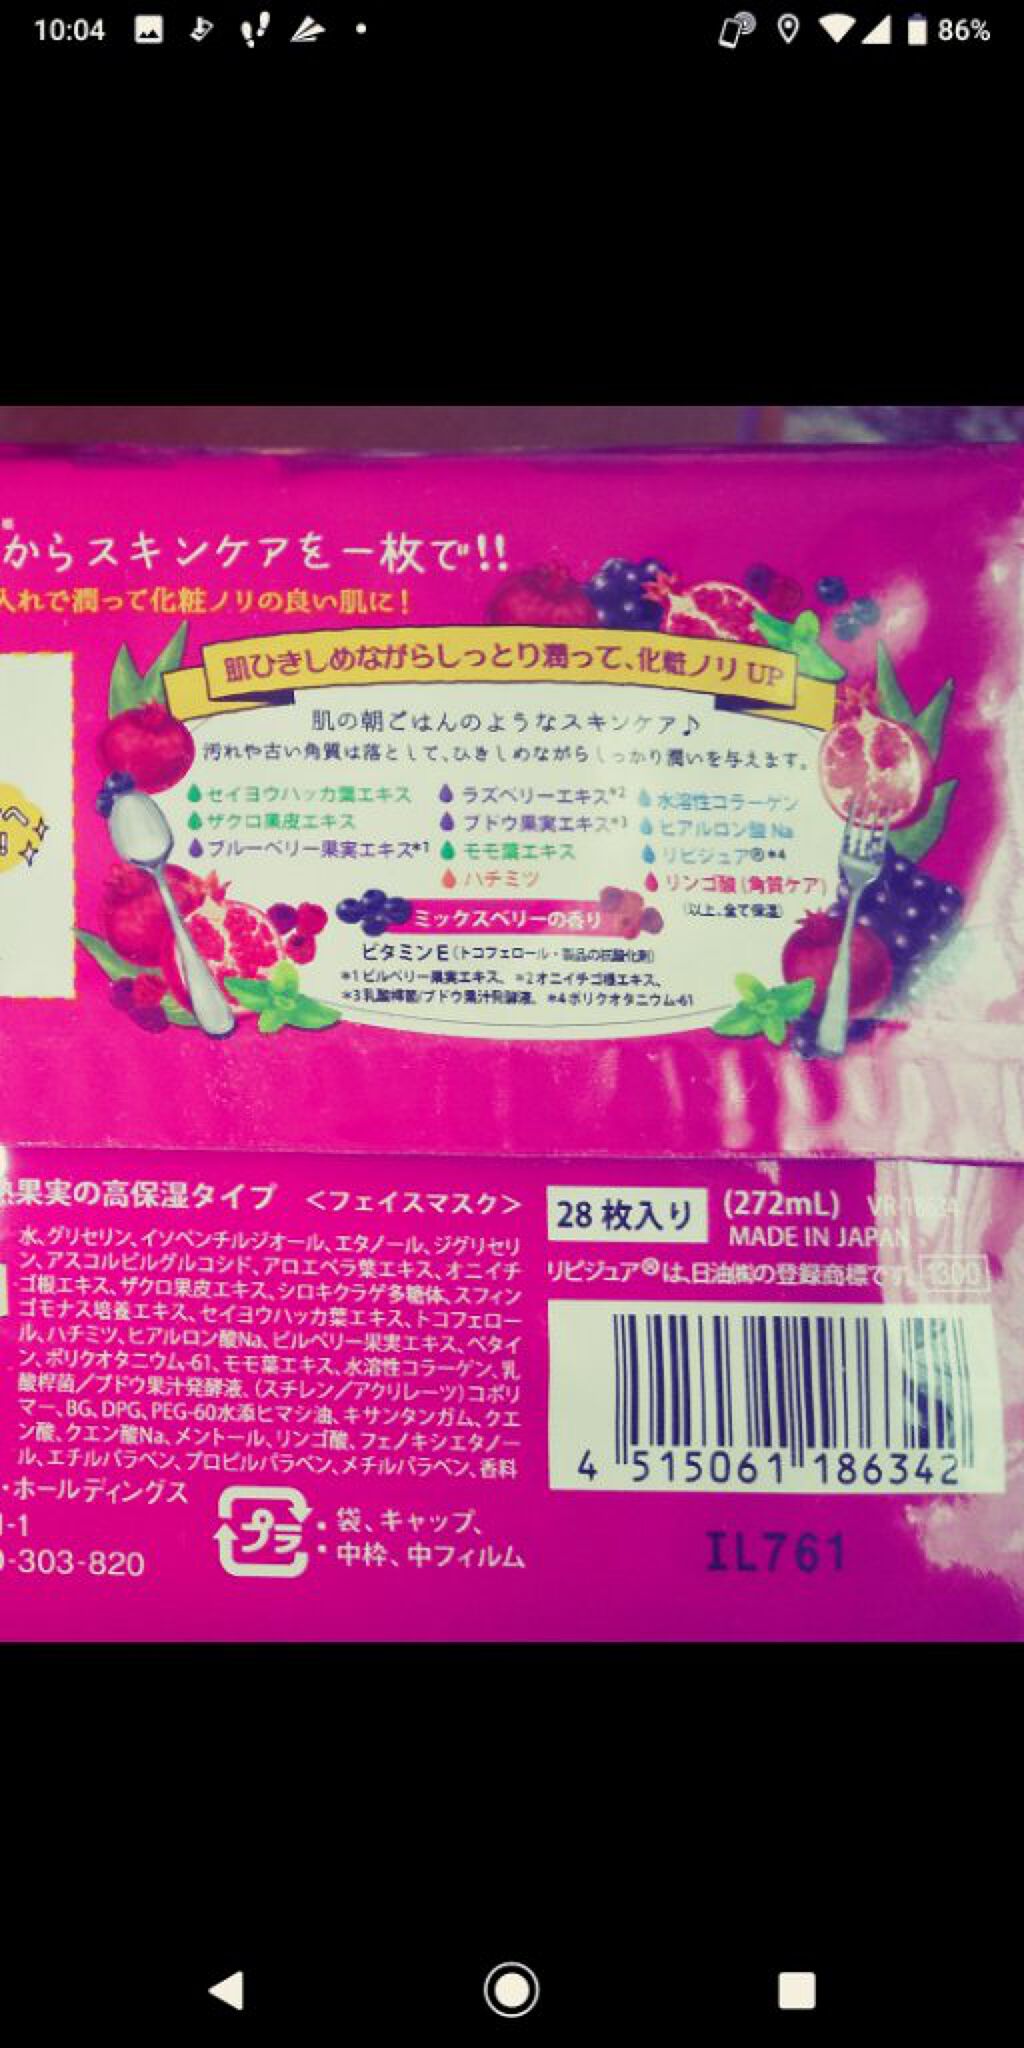 10:04
86%
からスキンケアを一枚で!!
入れで潤って化粧ノリの良い肌に!
肌ひきしめながらしっとり潤って、化粧ノリUP
肌の朝ごはんのようなスキンケア♪
汚れや古い角質は落として、ひきしめながらしっかり潤いを与えます。
セイヨウハッカ葉エキス
ザクロ果皮エキス
ブルーベリー果実エキス*1
ラズベリーエキス*2
ブドウ果実エキス*3
モモ葉エキス
ハチミツ
水溶性コラーゲン
ヒアルロン酸Na
リピジュア®*4
リンゴ酸(角質ケア)
(以上、全て保湿)
ミックスベリーの香り
ビタミンE(トコフェロール・製品の抗酸化剤)
*1ビルベリー果実エキス、*2オニイチゴ根エキス、
*3乳酸桿菌/ブドウ果汁発酵液、*4ポリクオタニウム-61
果実の高保湿タイプ <フェイスマスク>
水、グリセリン、イソペンチルジオール、エタノール、ジグリセリ
ン、アスコルビルグルコシド、アロエベラ葉エキス、オニイチ
ゴ根エキス、ザクロ果皮エキス、シロキクラゲ多糖体、スフィン
ゴモナス培養エキス、セイヨウハッカ葉エキス、トコフェロー
ル、ハチミツ、ヒアルロン酸Na、ビルベリー果実エキス、ベタイ
ン、ポリクオタニウム-61、モモ葉エキス、水溶性コラーゲン、乳
酸桿菌/ブドウ果汁発酵液、(スチレン/アクリレーツ)コポリ
マー、BG、DPG、PEG-60水添ヒマシ油、キサンタンガム、クエ
ン酸、クエン酸Na、メントール、リンゴ酸、フェノキシエタノー
ル、エチルパラベン、プロピルパラベン、メチルパラベン、香料
・ホールディングス
-1
-303-820
プラ
:袋、キャップ、
:中枠、中フィルム
28枚入り (272mL)
MADE IN JAPAN
リピジュア®は、日油㈱の登録商標です。 1300
4 515061 186342
IL761